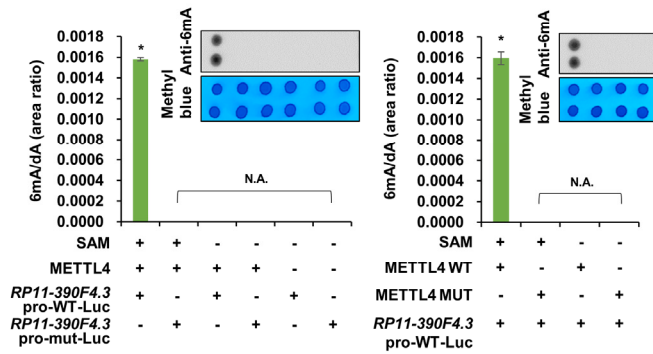 6mA/dA (area ratio)
0.0018
0.0016
0.0014
0.0012
0.0010
0.0008
0.0006
0.0004
0.0002
0.0000
*
Anti-6mA
Methyl
blue
N.A.
SAM + + - - - -
METTL4 + + + + - -
RP11-390F4.3 + - + - + -
pro-WT-Luc
RP11-390F4.3 - + - + - +
pro-mut-Luc
6mA/dA (area ratio)
0.0018
0.0016
0.0014
0.0012
0.0010
0.0008
0.0006
0.0004
0.0002
0.0000
*
Anti-6mA
Methyl
blue
N.A.
SAM + + - -
METTL4 WT + - + -
METTL4 MUT - + - +
RP11-390F4.3 + + + +
pro-WT-Luc